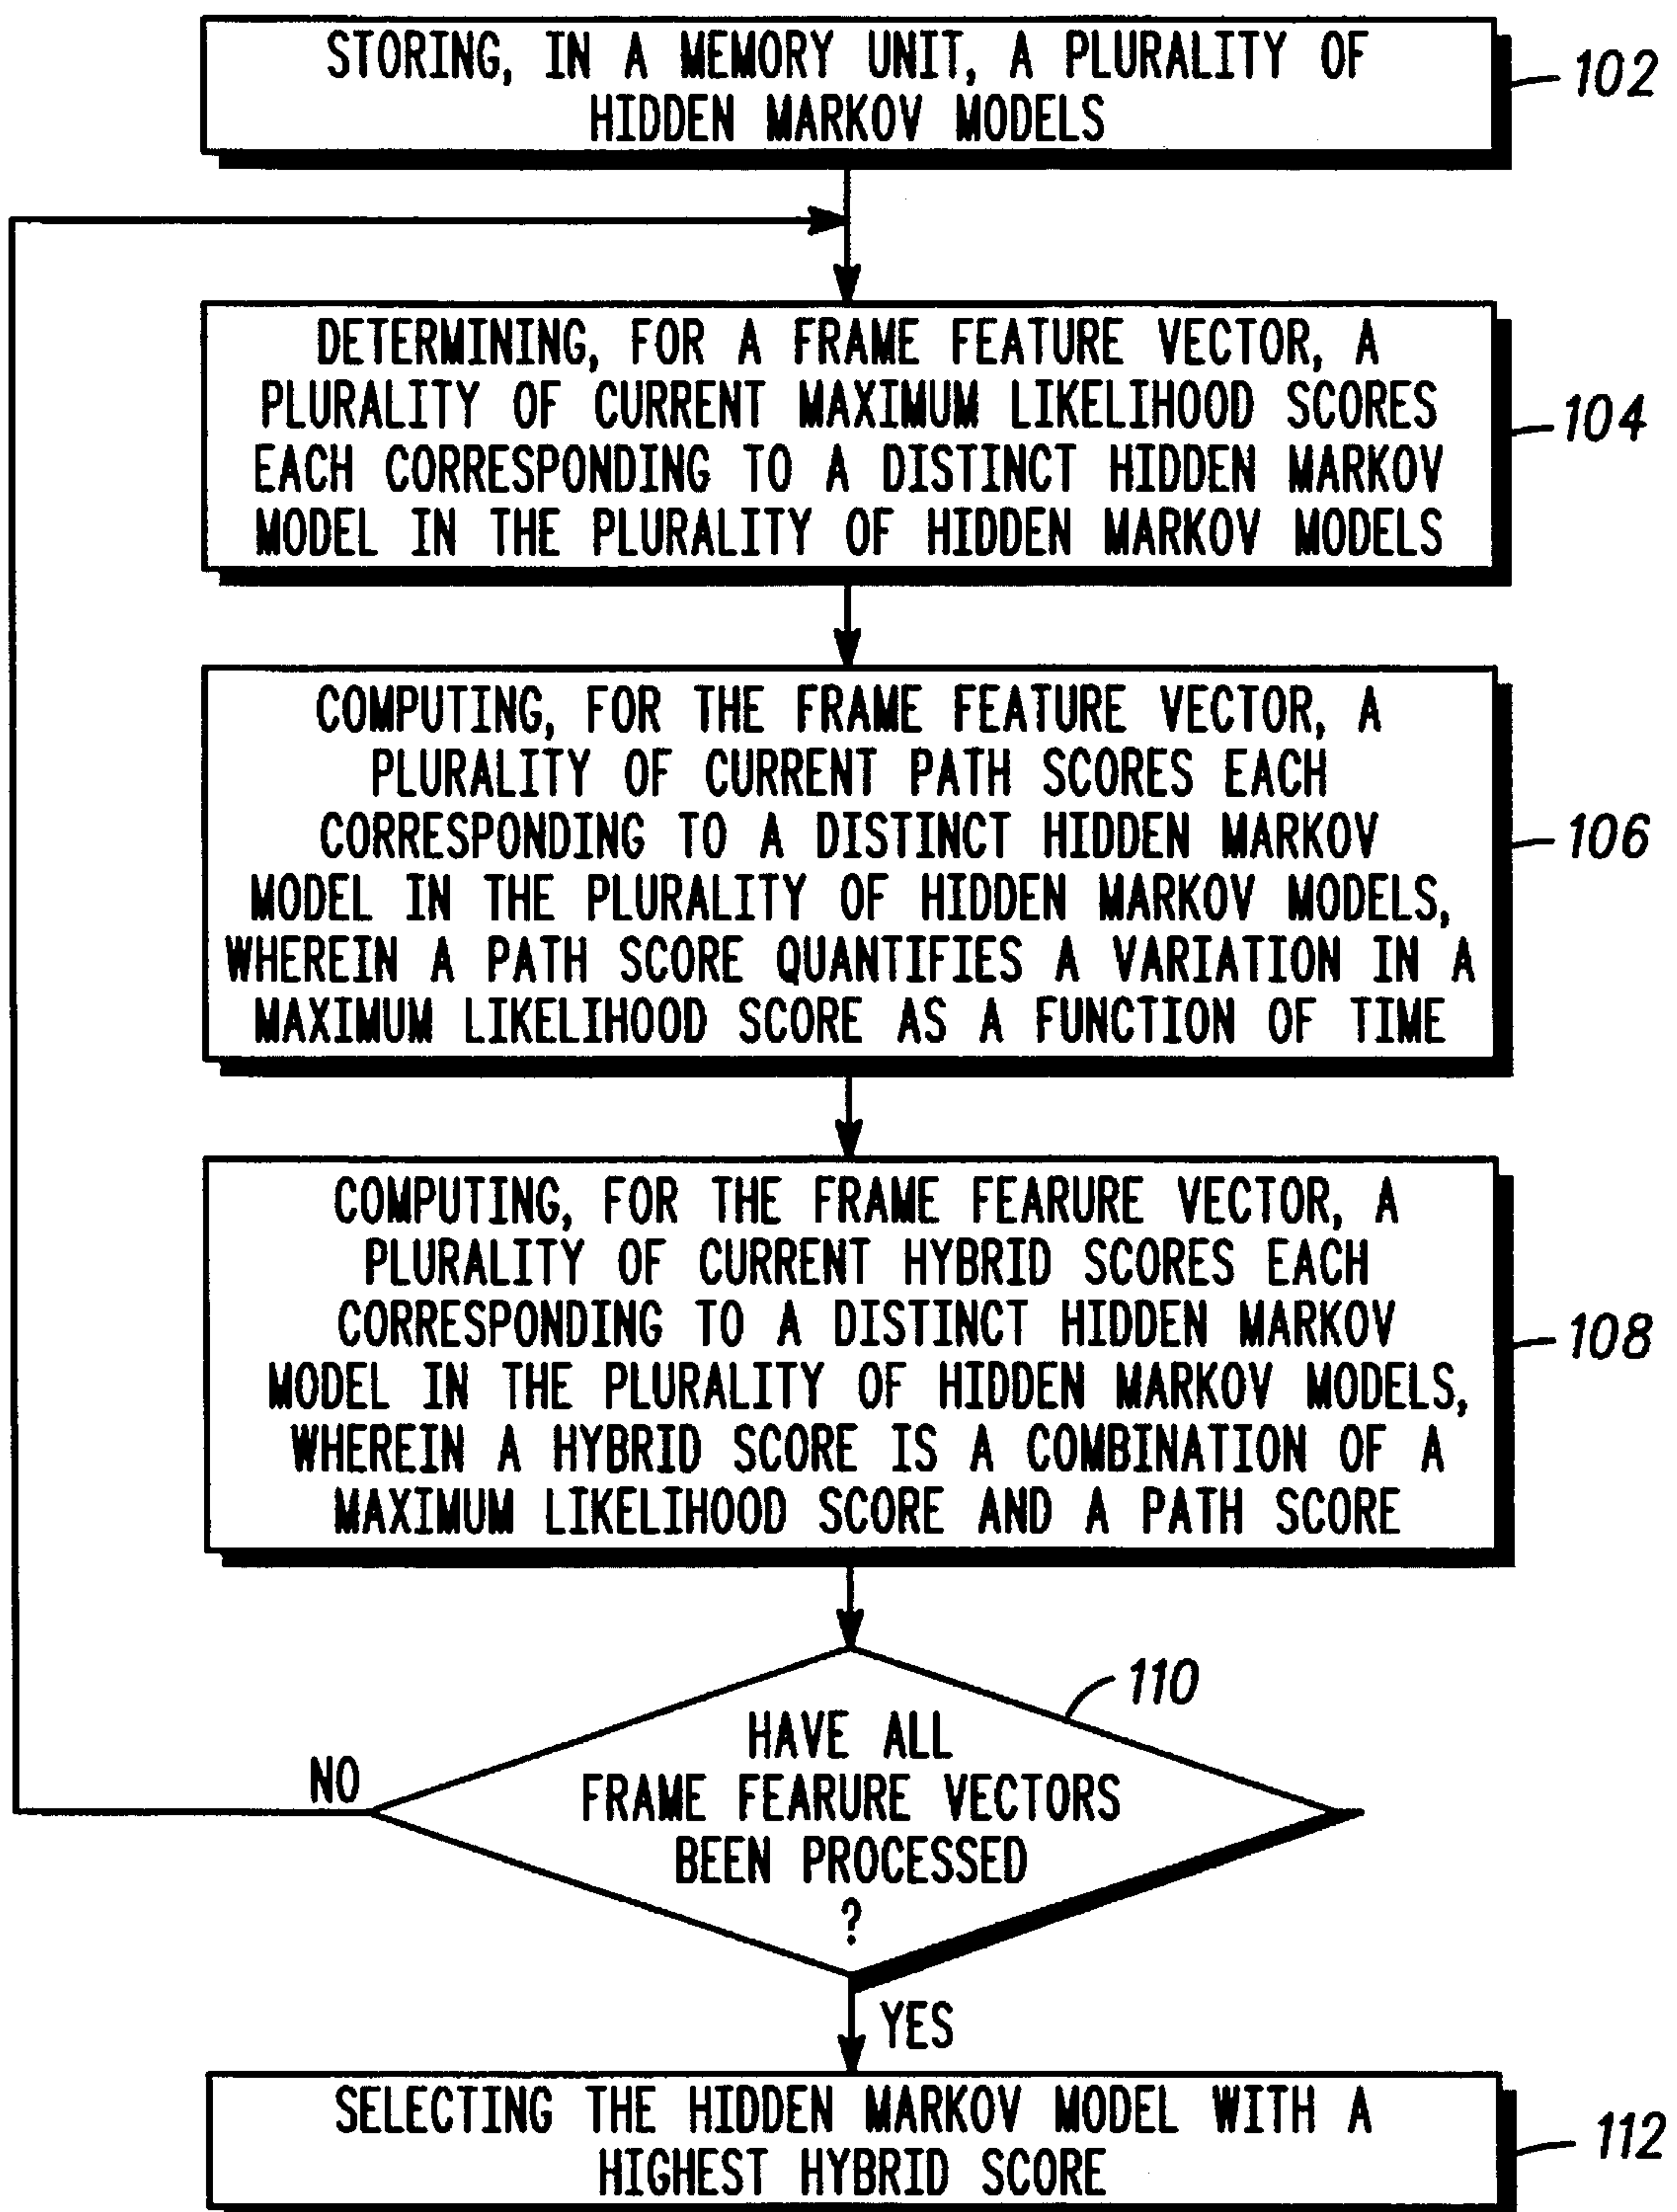 STORING, IN A MEMORY UNIT, A PLURALITY OF
HIDDEN MARKOV MODELS
102
DETERMINING, FOR A FRAME FEATURE VECTOR, A
PLURALITY OF CURRENT MAXIMUM LIKELIHOOD SCORES
EACH CORRESPONDING TO A DISTINCT HIDDEN MARKOV
MODEL IN THE PLURALITY OF HIDDEN MARKOV MODELS
104
COMPUTING, FOR THE FRAME FEATURE VECTOR, A
PLURALITY OF CURRENT PATH SCORES EACH
CORRESPONDING TO A DISTINCT HIDDEN MARKOV
MODEL IN THE PLURALITY OF HIDDEN MARKOV MODELS,
WHEREIN A PATH SCORE QUANTIFIES A VARIATION IN A
MAXIMUM LIKELIHOOD SCORE AS A FUNCTION OF TIME
106
COMPUTING, FOR THE FRAME FEARURE VECTOR, A
PLURALITY OF CURRENT HYBRID SCORES EACH
CORRESPONDING TO A DISTINCT HIDDEN MARKOV
MODEL IN THE PLURALITY OF HIDDEN MARKOV MODELS,
WHEREIN A HYBRID SCORE IS A COMBINATION OF A
MAXIMUM LIKELIHOOD SCORE AND A PATH SCORE
108
110
HAVE ALL
FRAME FEARURE VECTORS
BEEN PROCESSED
?
NO
YES
SELECTING THE HIDDEN MARKOV MODEL WITH A
HIGHEST HYBRID SCORE
112